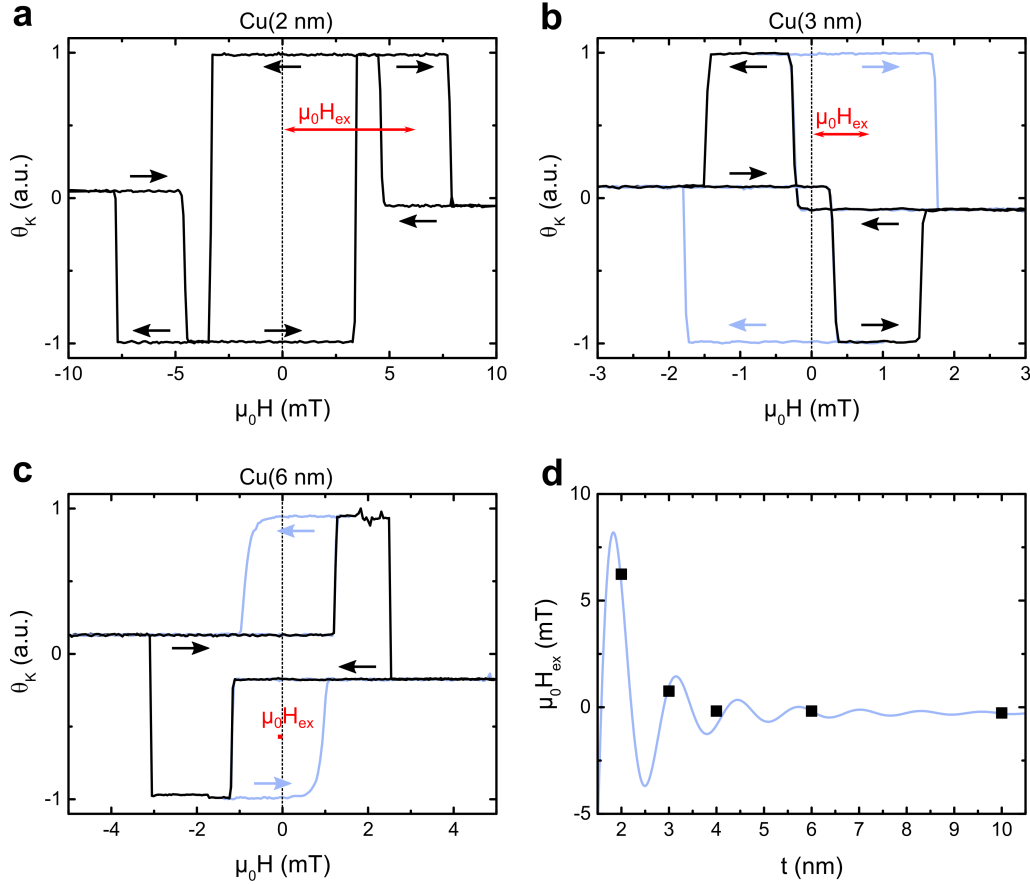 a
Cu(2 nm)
1
0
-1
θK (a.u.)
μ0Hex
-10
-5
0
5
10
μ0H (mT)
b
Cu(3 nm)
1
0
-1
θK (a.u.)
μ0Hex
-3
-2
-1
0
1
2
3
μ0H (mT)
c
Cu(6 nm)
1
0
-1
θK (a.u.)
μ0Hex
-4
-2
0
2
4
μ0H (mT)
d
10
5
0
-5
μ0Hex (mT)
2
3
4
5
6
7
8
9
10
t (nm)